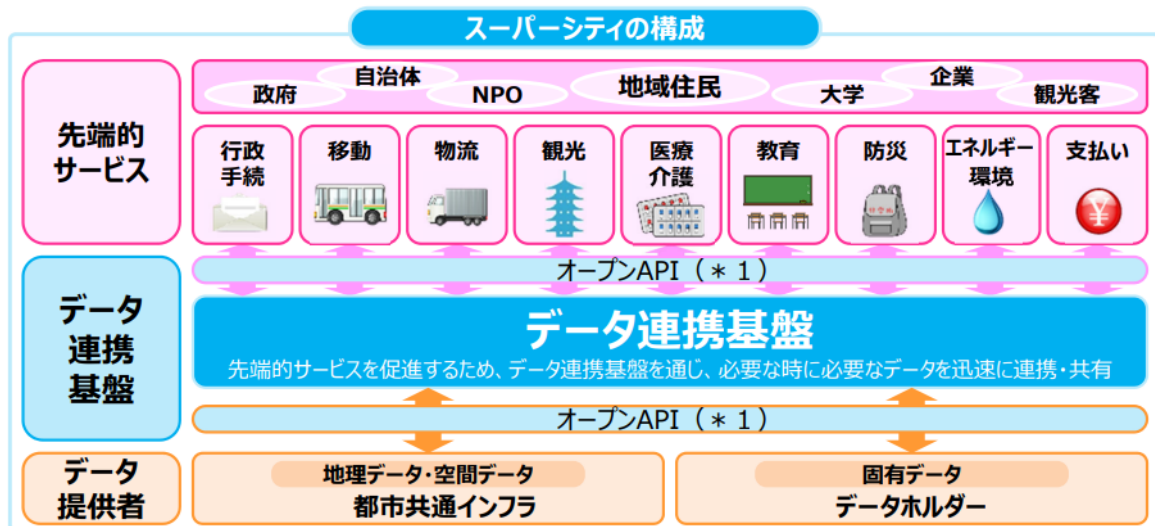 スーパーシティの構成
先端的
サービス
政府
自治体
NPO
地域住民
大学
企業
観光客
行政
手続
移動
物流
観光
医療
介護
教育
防災
エネルギー
環境
支払い
¥
オープンAPI(*1)
データ
連携
基盤
データ連携基盤
先端的サービスを促進するため、データ連携基盤を通じ、必要な時に必要なデータを迅速に連携・共有
オープンAPI(*1)
データ
提供者
地理データ・空間データ
都市共通インフラ
固有データ
データホルダー